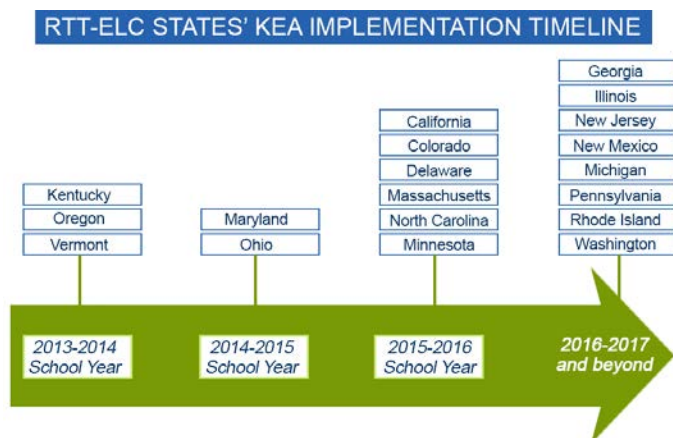 RTT-ELC STATES' KEA IMPLEMENTATION TIMELINE
Kentucky
Oregon
Vermont
2013-2014
School Year
Maryland
Ohio
2014-2015
School Year
California
Colorado
Delaware
Massachusetts
North Carolina
Minnesota
2015-2016
School Year
Georgia
Illinois
New Jersey
New Mexico
Michigan
Pennsylvania
Rhode Island
Washington
2016-2017
and beyond